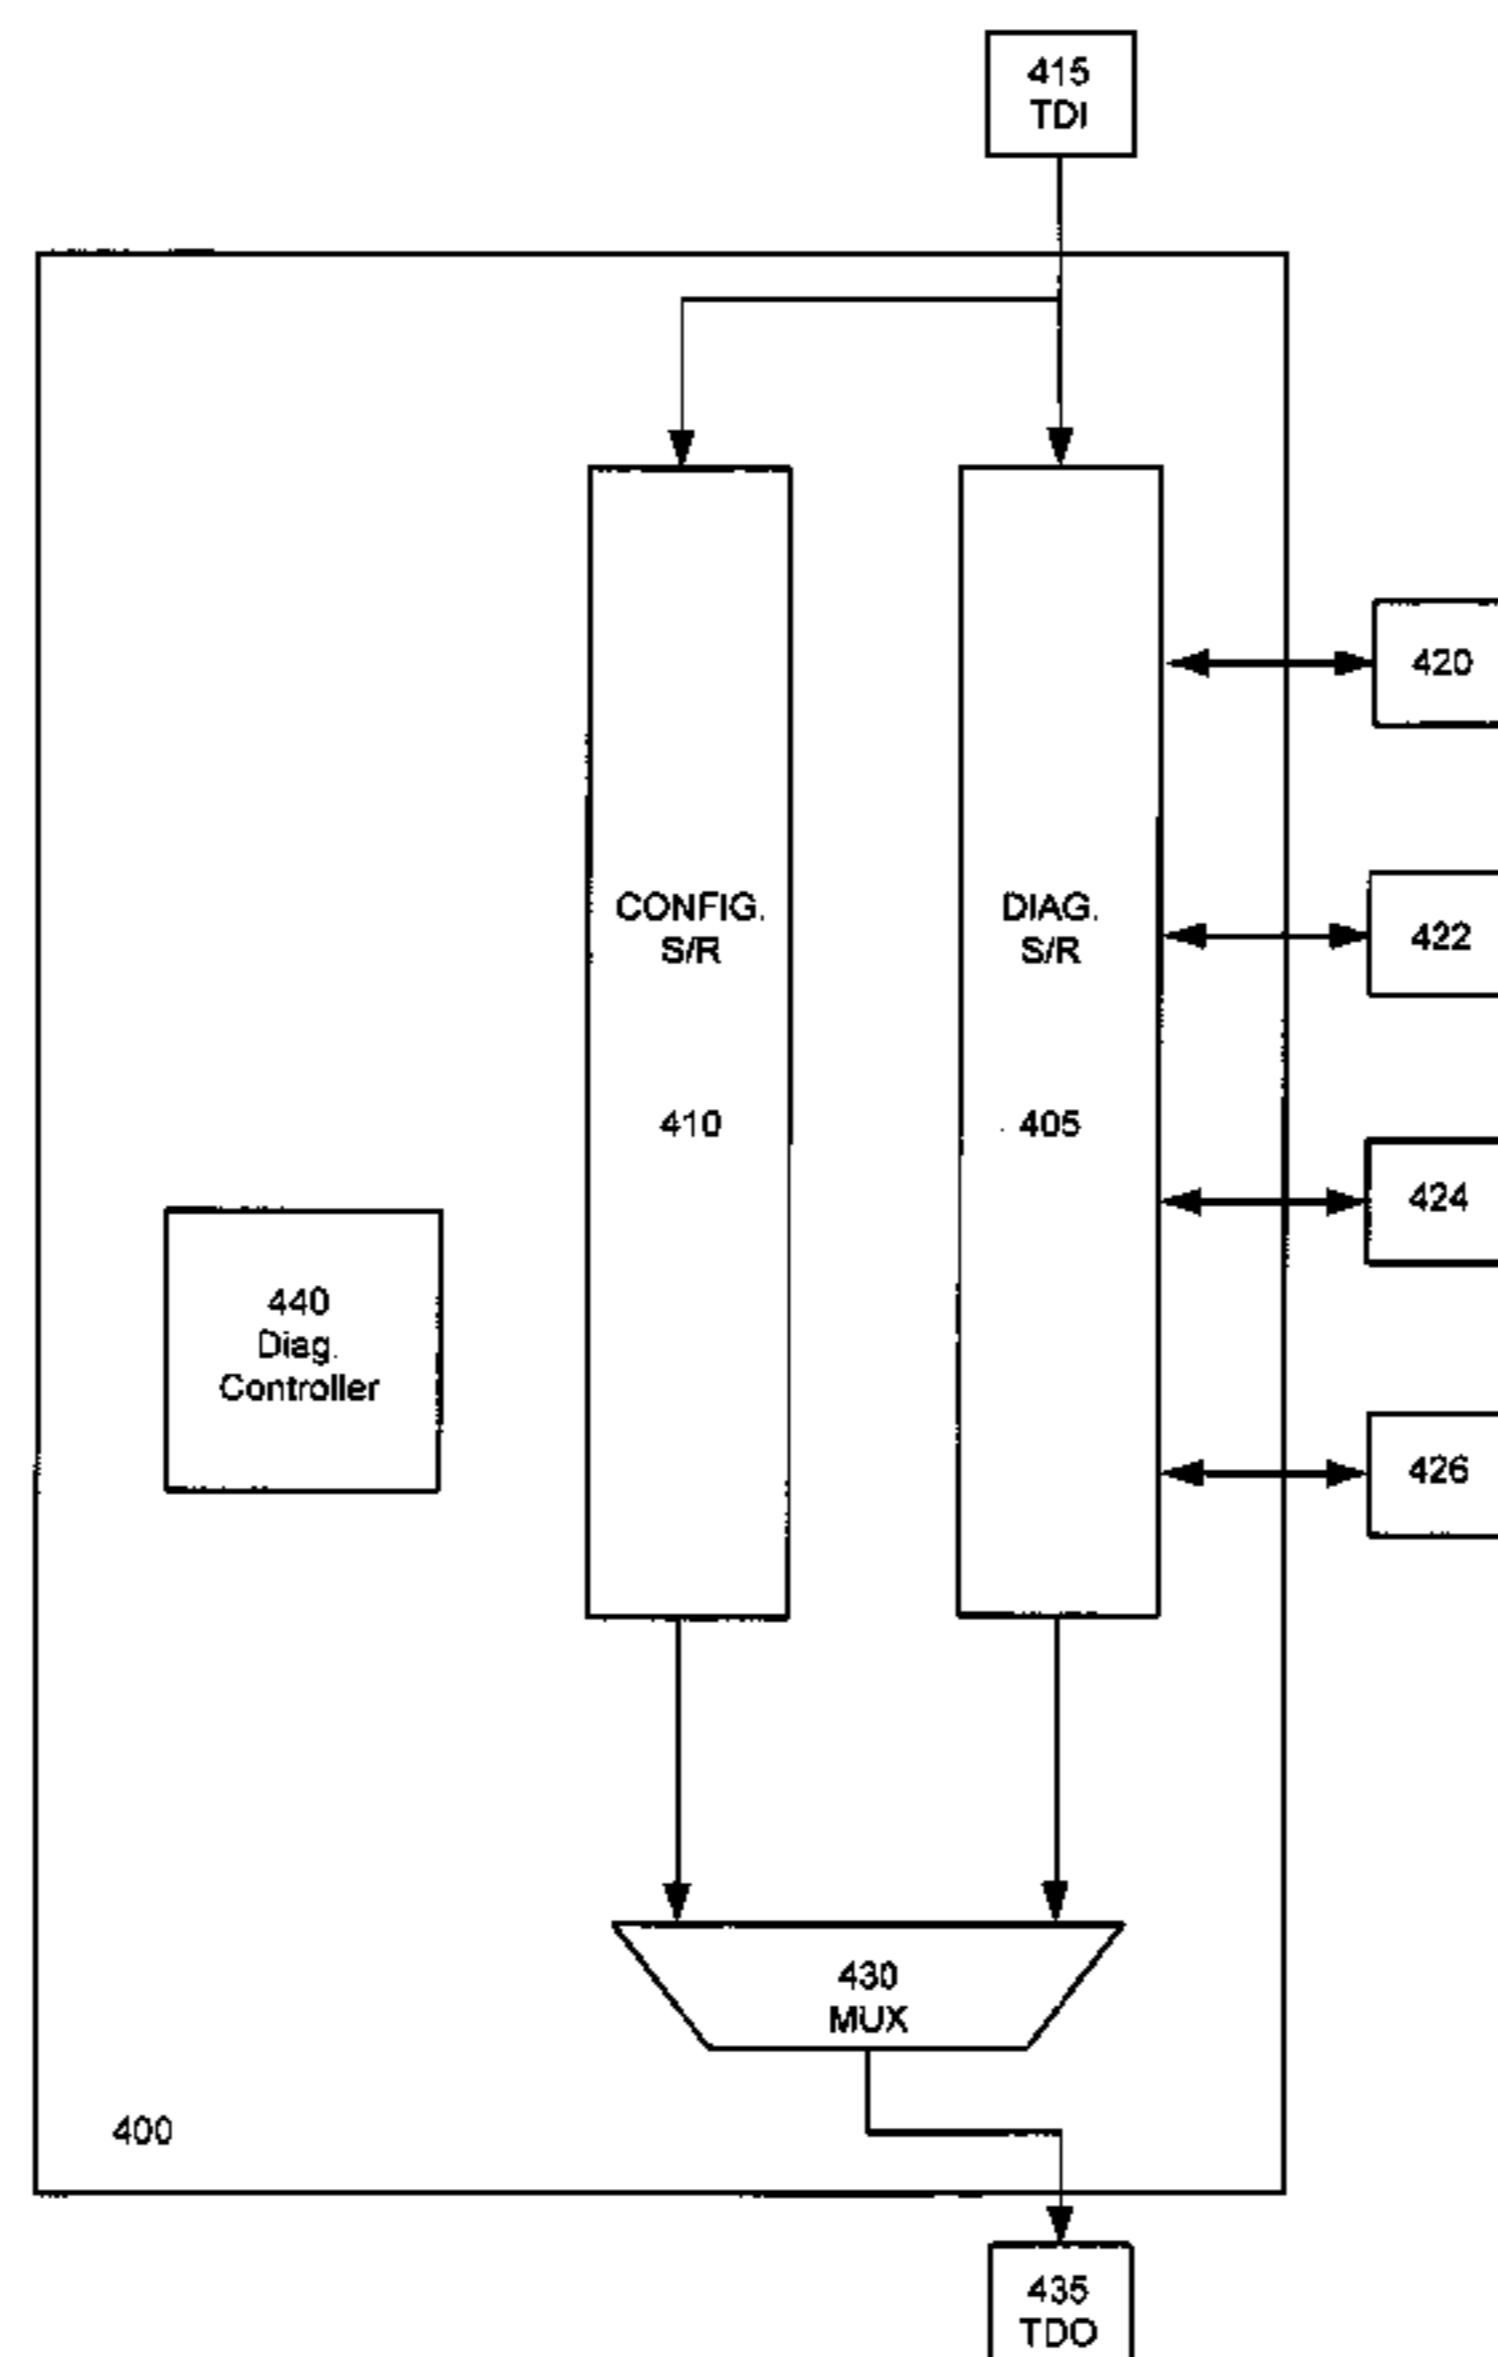 415
TDI
420
CONFIG.
S/R
DIAG.
S/R
422
410
405
424
440
Diag.
Controller
426
430
MUX
400
435
TDO